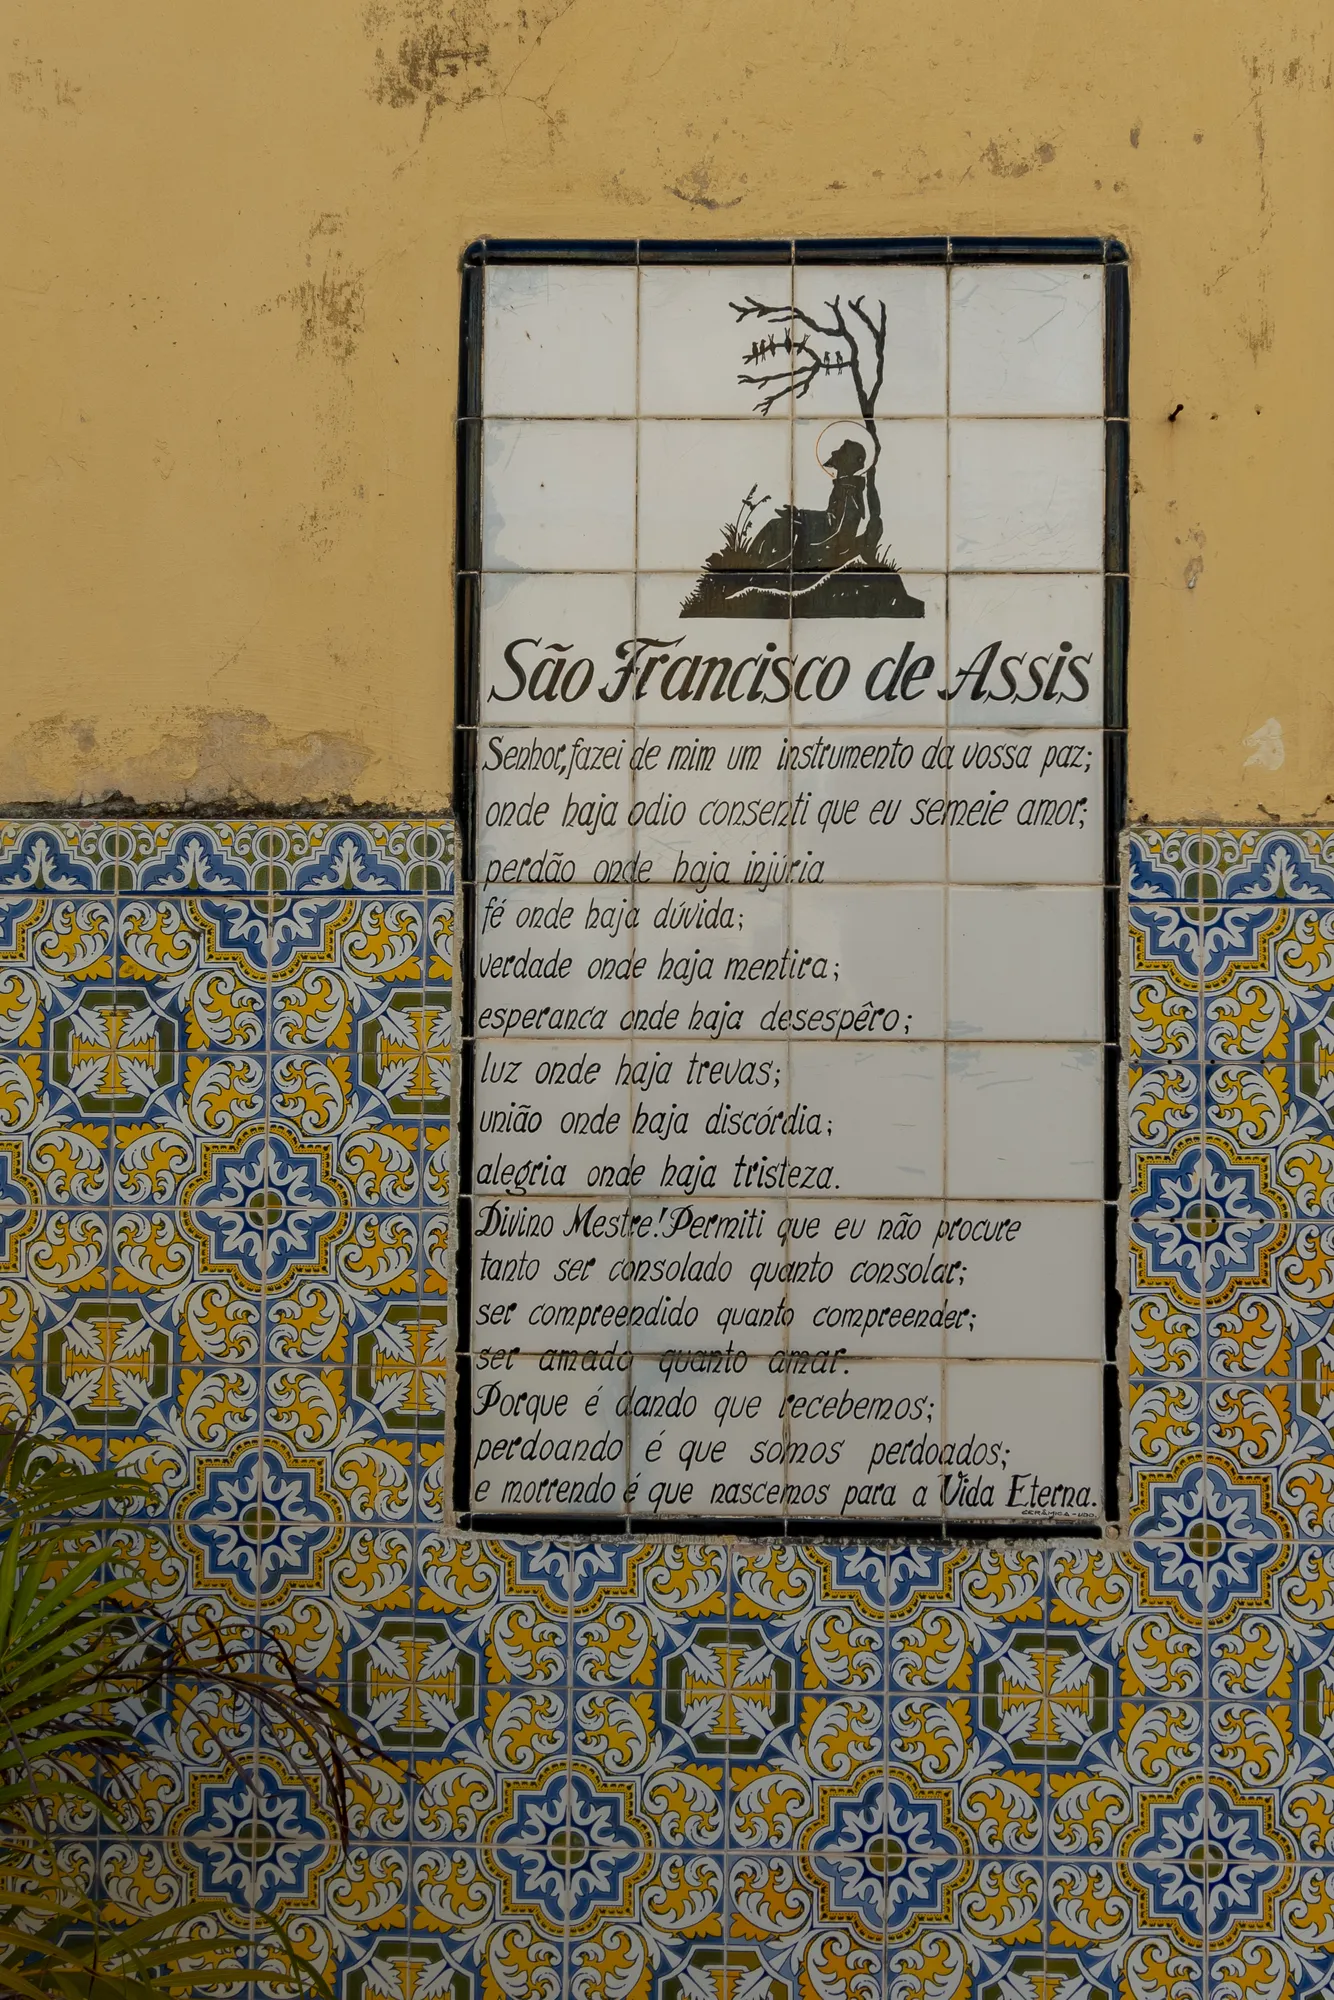 São Francisco de Assis
Senhor, fazei de mim um instrumento da vossa paz;
onde haja odio consenti que eu semeie amor;
perdão onde haja injúria
fé onde haja dúvida;
verdade onde haja mentira;
esperanca onde haja desespêro;
luz onde haja trevas;
união onde haja discórdia;
alegria onde haja tristeza.
Divino Mestre! Permiti que eu não procure
tanto ser consolado quanto consolar;
ser compreendido quanto compreender;
ser amado quanto amar.
Porque é dando que recebemos;
perdoando é que somos perdoados;
e morrendo é que nascemos para a Vida Eterna.
CERÂMICA - UDO.